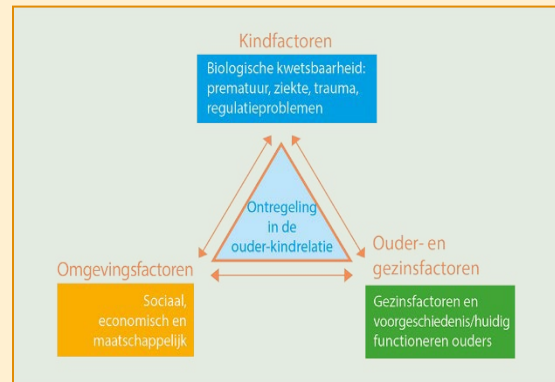 Kindfactoren
Biologische kwetsbaarheid:
prematuur, ziekte, trauma,
regulatieproblemen
Ontregeling
in de
ouder-kindrelatie
Omgevingsfactoren
Sociaal,
economisch en
maatschappelijk
Ouder- en
gezinsfactoren
Gezinsfactoren en
voorgeschiedenis/huidig
functioneren ouders